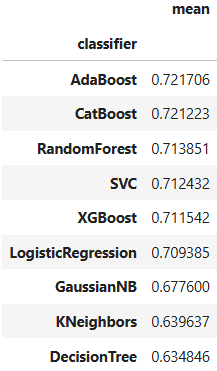 mean
classifier
AdaBoost 0.721706
CatBoost 0.721223
RandomForest 0.713851
SVC 0.712432
XGBoost 0.711542
LogisticRegression 0.709385
GaussianNB 0.677600
KNeighbors 0.639637
DecisionTree 0.634846